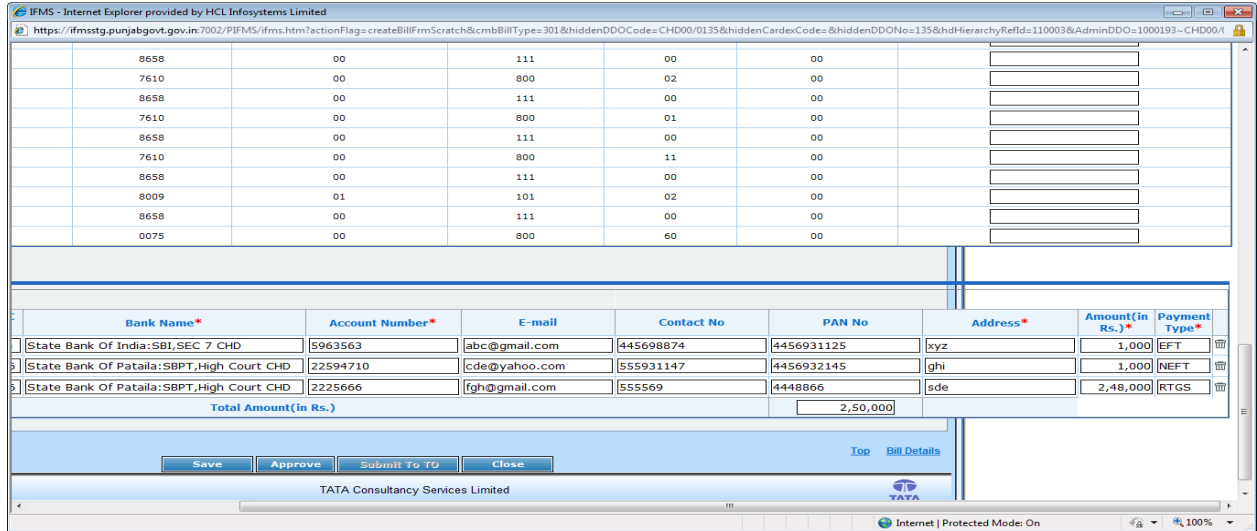 IFMS - Internet Explorer provided by HCL Infosystems Limited
https://ifmsstg.punjabgovt.gov.in:7002/PIFMS/ifms.htm?actionFlag=createBillFrmScratch&cmbBillType=301&hiddenDDOCode=CHD00/0135&hiddenCardexCode=&hiddenDDONo=135&hdHierarchyRefId=110003&AdminDDO=1000193~CHD00/
8658 00 111 00 00
7610 00 800 02 00
8658 00 111 00 00
7610 00 800 01 00
8658 00 111 00 00
7610 00 800 11 00
8658 00 111 00 00
8009 01 101 02 00
8658 00 111 00 00
0075 00 800 60 00
Bank Name* Account Number* E-mail Contact No PAN No Address* Amount(in Rs.)* Payment Type*
State Bank Of India:SBI,SEC 7 CHD 5963563 abc@gmail.com 445698874 4456931125 xyz 1,000 EFT
State Bank Of Pataila:SBPT,High Court CHD 22594710 cde@yahoo.com 555931147 4456932145 ghi 1,000 NEFT
State Bank Of Pataila:SBPT,High Court CHD 2225666 fgh@gmail.com 555569 4448866 sde 2,48,000 RTGS
Total Amount(in Rs.) 2,50,000
Top Bill Details
Save Approve Submit To TO Close
TATA Consultancy Services Limited
TATA
Internet | Protected Mode: On 100%